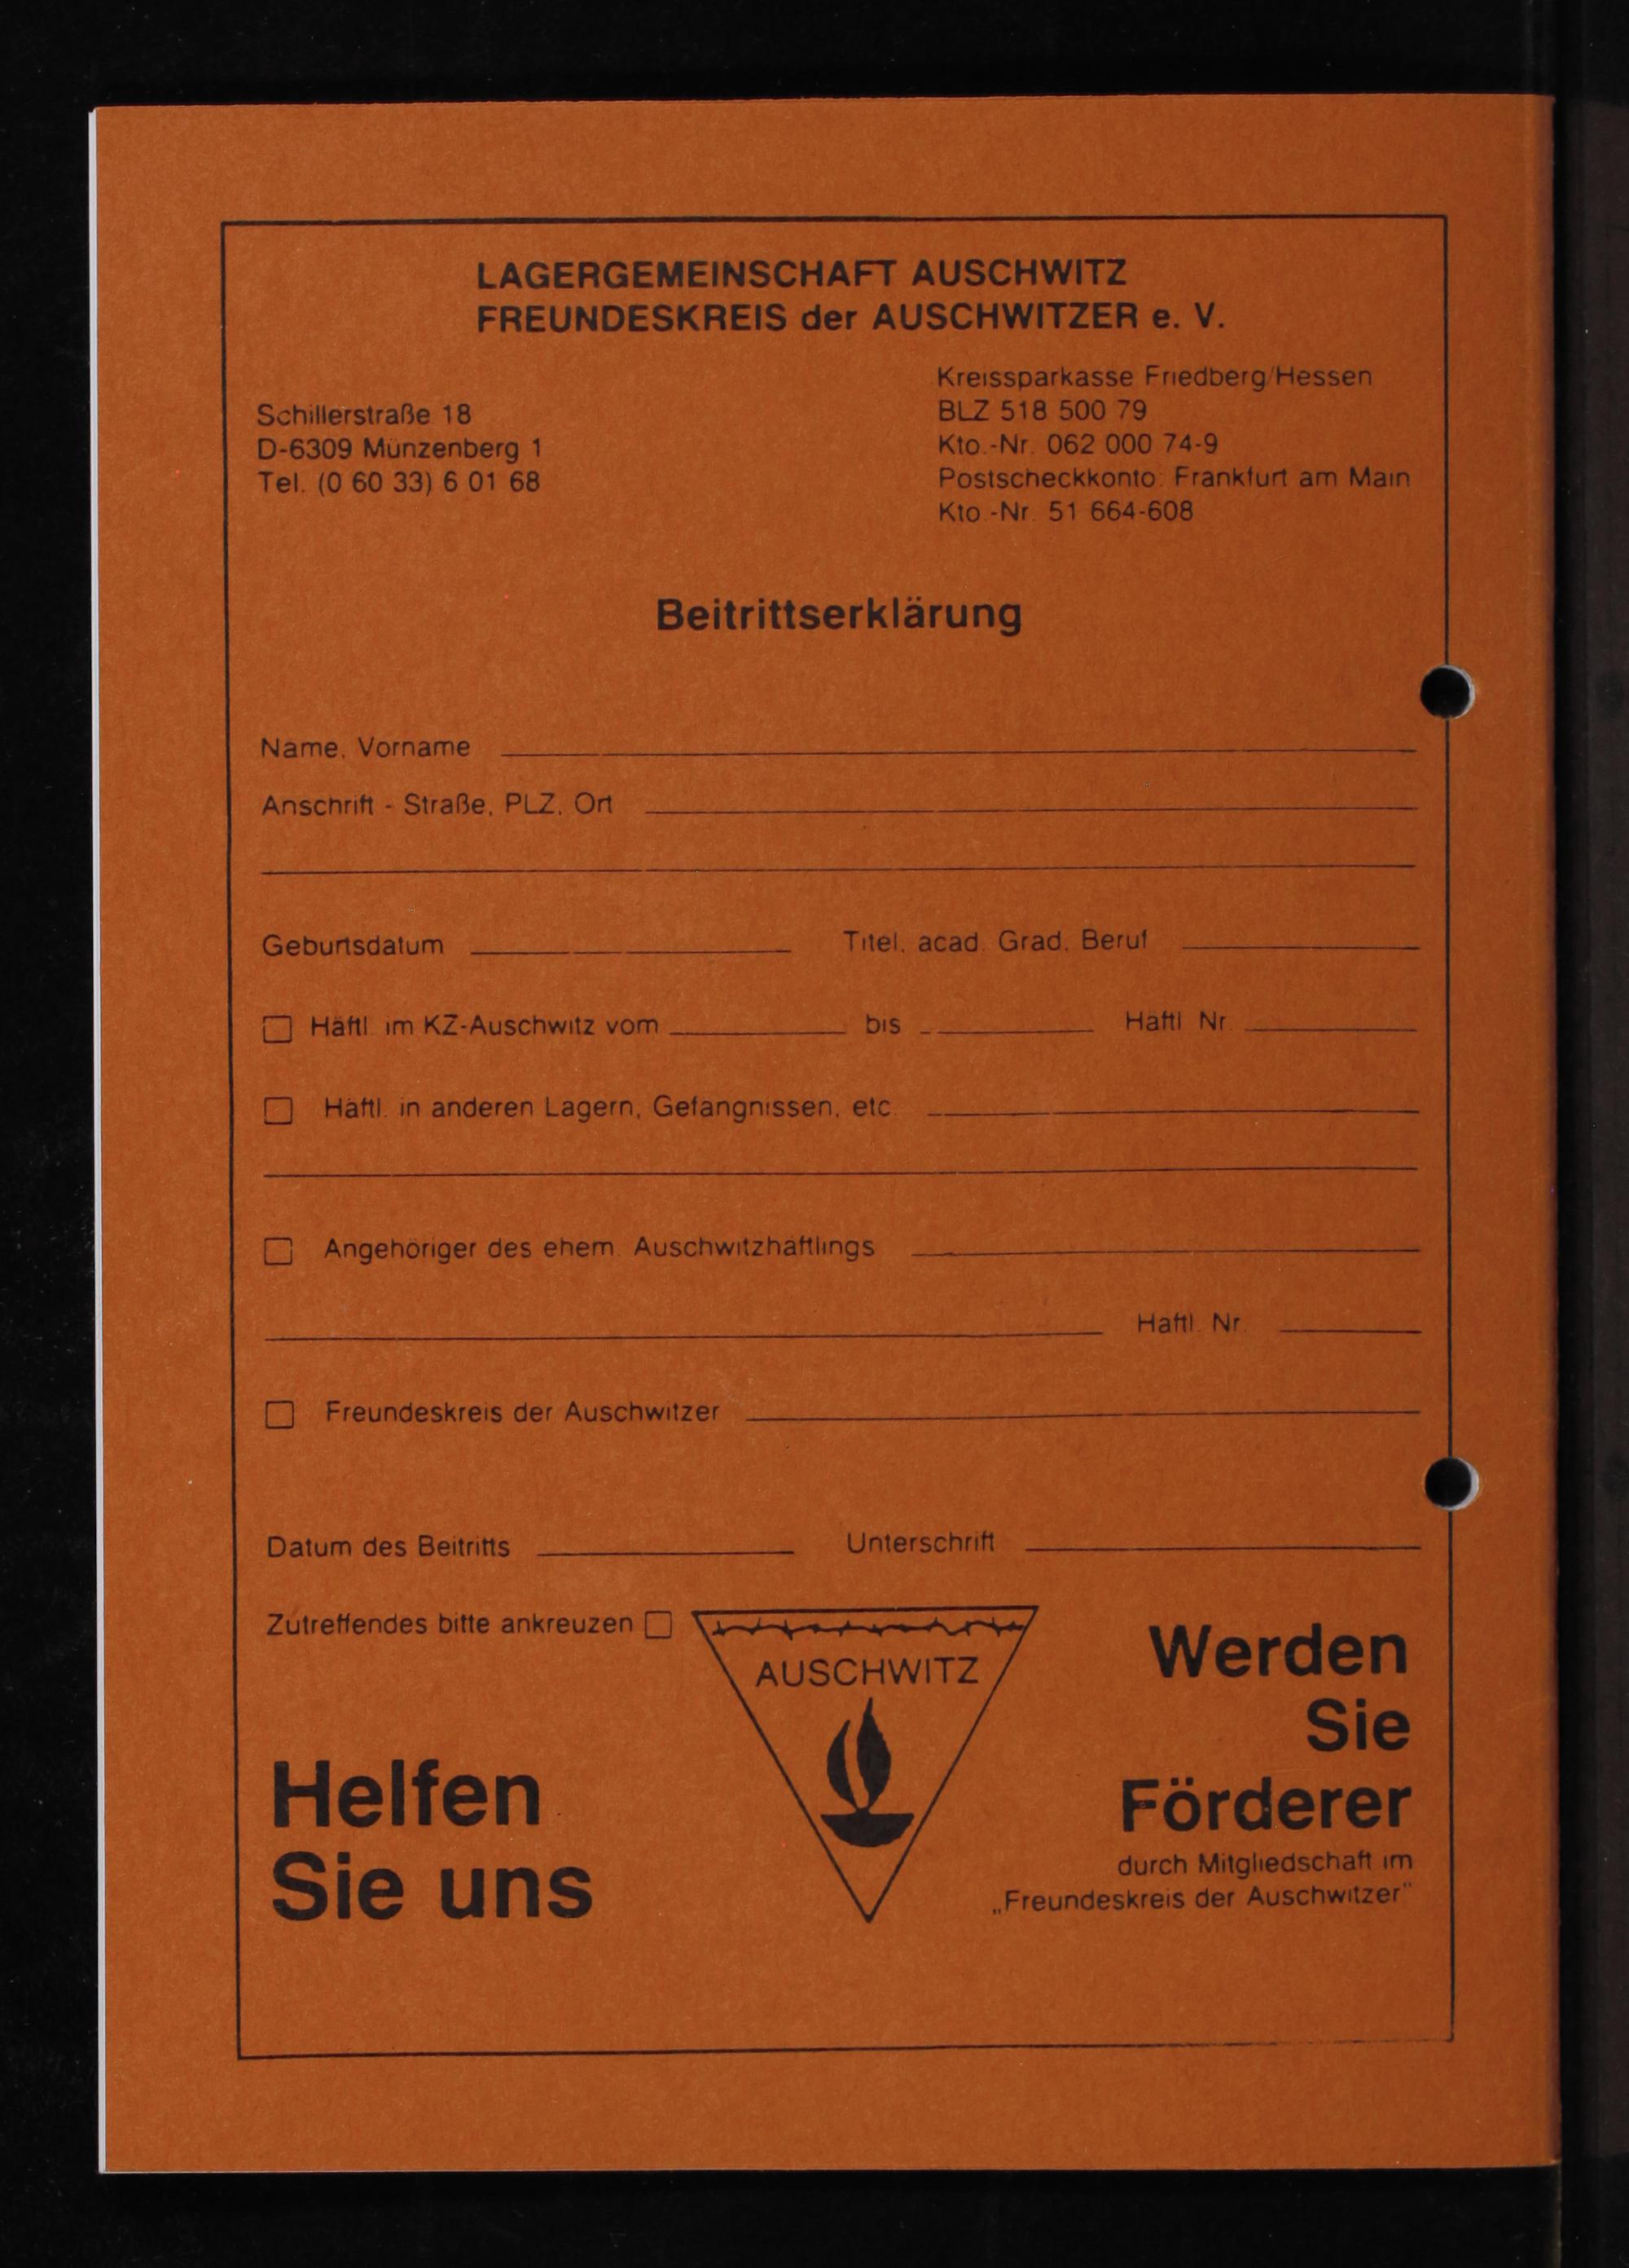 LAGERGEMEINSCHAFT AUSCHWITZ
FREUNDESKREIS der AUSCHWITZER e. V.
Schillerstraße 18
D-6309 Münzenberg 1
Tel. (0 60 33) 6 01 68
Kreissparkasse Friedberg/Hessen
BLZ 518 500 79
Kto.-Nr. 062 000 74-9
Postscheckkonto: Frankfurt am Main
Kto.-Nr. 51 664-608
Beitrittserklärung
Name, Vorname
Anschrift - Straße, PLZ, Ort
Geburtsdatum Titel, acad. Grad, Beruf
Häftl. im KZ-Auschwitz vom bis Häftl. Nr.
Häftl. in anderen Lagern, Gefängnissen, etc.
Angehöriger des ehem. Auschwitzhäftlings
Häftl. Nr.
Freundeskreis der Auschwitzer
Datum des Beitritts Unterschrift
Zutreffendes bitte ankreuzen
AUSCHWITZ
Helfen
Sie uns
Werden
Sie
Förderer
durch Mitgliedschaft im
„Freundeskreis der Auschwitzer"